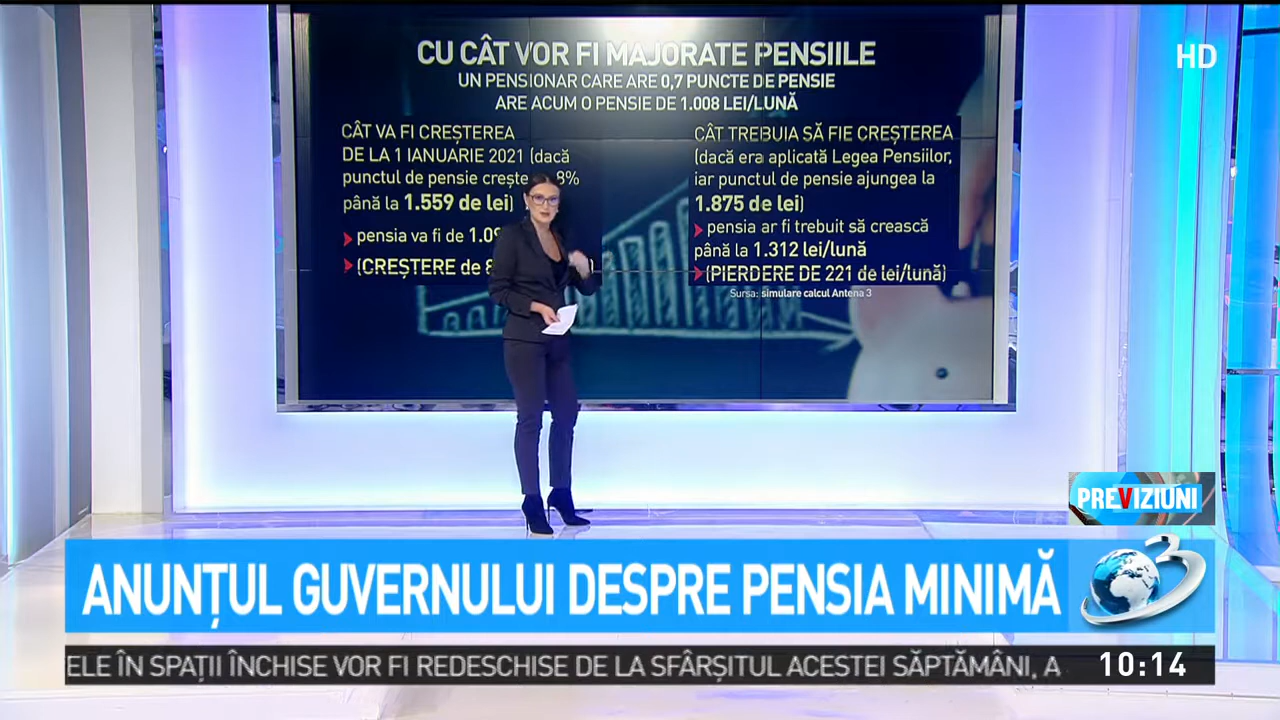 HD
CU CÂT VOR FI MAJORATE PENSIILE
UN PENSIONAR CARE ARE 0,7 PUNCTE DE PENSIE
ARE ACUM O PENSIE DE 1.008 LEI/LUNĂ
CÂT VA FI CREȘTEREA
DE LA 1 IANUARIE 2021 (dacă
punctul de pensie crește 8%
până la 1.559 de lei)
pensia va fi de
(CREȘTERE de
CÂT TREBUIA SĂ FIE CREȘTEREA
(dacă era aplicată Legea Pensiilor,
iar punctul de pensie ajungea la
1.875 de lei)
pensia ar fi trebuit să crească
până la 1.312 lei/lună
(PIERDERE DE 221 de lei/lună)
Sursa: simulare calcul Antena 3
PREVIZIUNI
ANUNȚUL GUVERNULUI DESPRE PENSIA MINIMĂ
3
ELE ÎN SPAȚII ÎNCHISE VOR FI REDESCHISE DE LA SFÂRȘITUL ACESTEI SĂPTĂMÂNI, A
10:14